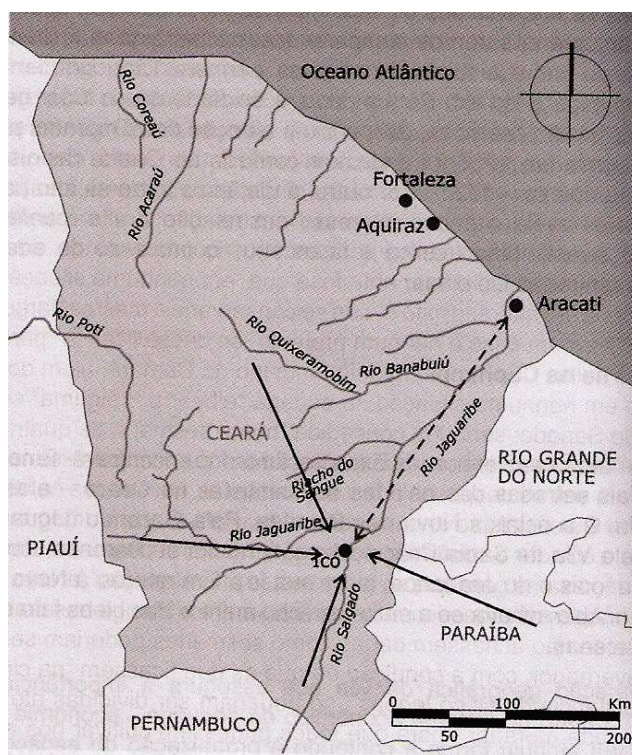 Oceano Atlântico
Rio Coreaú
Rio Acaraú
Fortaleza
Aquiraz
Aracati
Rio Poti
Rio Quixeramobim
Rio Banabuiú
CEARÁ
Rio Jaguaribe
Riacho do
Sangue
RIO GRANDE
DO NORTE
Rio Jaguaribe
PIAUÍ
Icó
Rio Salgado
PARAÍBA
PERNAMBUCO
0 100 Km
50 200